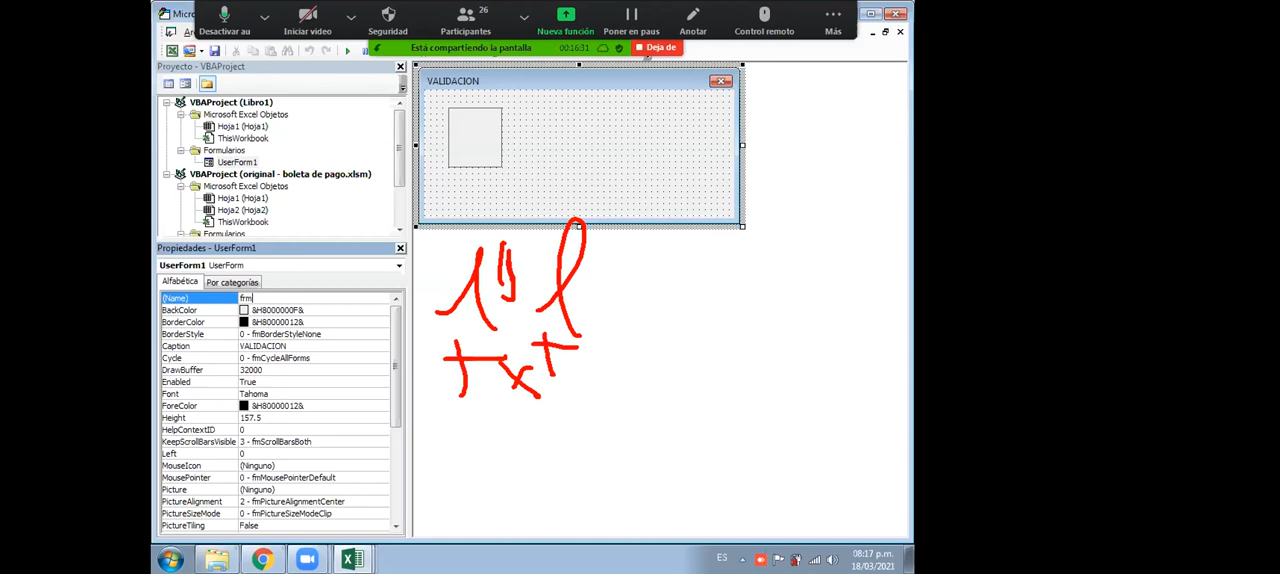 Micro
26
Desactivar au
Iniciar video
Seguridad
Participantes
Nueva función
Poner en paus
Anotar
Control remoto
Más
Está compartiendo la pantalla
00:16:31
Deja de
Proyecto - VBAProject
VBAProject (Libro1)
Microsoft Excel Objetos
Hoja1 (Hoja1)
ThisWorkbook
Formularios
UserForm1
VBAProject (original - boleta de pago.xlsm)
Microsoft Excel Objetos
Hoja1 (Hoja1)
Hoja2 (Hoja2)
ThisWorkbook
Formularios
VALIDACION
Propiedades - UserForm1
UserForm1 UserForm
Alfabética
Por categorías
(Name) frm
BackColor &H8000000F&
BorderColor &H80000012&
BorderStyle 0 - fmBorderStyleNone
Caption VALIDACION
Cycle 0 - fmCycleAllForms
DrawBuffer 32000
Enabled True
Font Tahoma
ForeColor &H80000012&
Height 157.5
HelpContextID 0
KeepScrollBarsVisible 3 - fmScrollBarsBoth
Left 0
MouseIcon (Ninguno)
MousePointer 0 - fmMousePointerDefault
Picture (Ninguno)
PictureAlignment 2 - fmPictureAlignmentCenter
PictureSizeMode 0 - fmPictureSizeModeClip
PictureTiling False
txt
ES
08:17 p.m.
18/03/2021